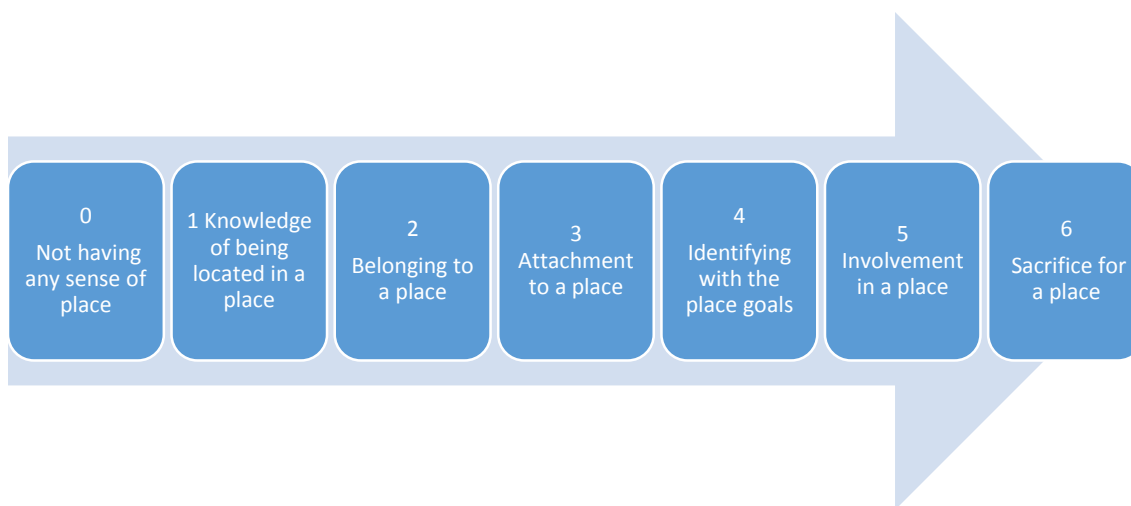 0
Not having
any sense of
place
1 Knowledge
of being
located in a
place
2
Belonging to
a place
3
Attachment
to a place
4
Identifying
with the
place goals
5
Involvement
in a place
6
Sacrifice for
a place